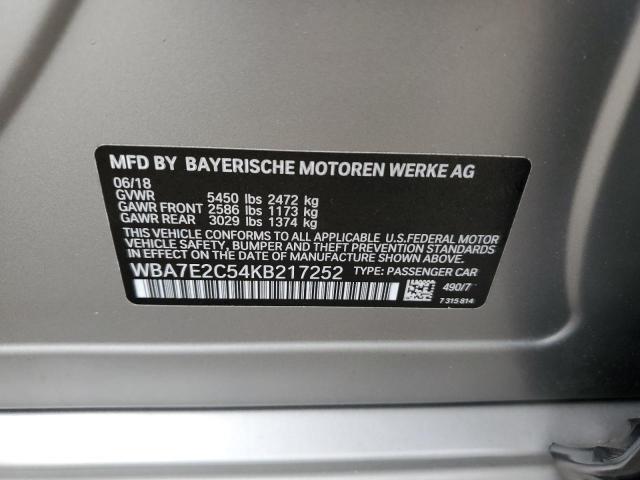 MFD BY BAYERISCHE MOTOREN WERKE AG
06/18
GVWR 5450 lbs 2472 kg
GAWR FRONT 2586 lbs 1173 kg
GAWR REAR 3029 lbs 1374 kg
THIS VEHICLE CONFORMS TO ALL APPLICABLE U.S.FEDERAL MOTOR
VEHICLE SAFETY, BUMPER AND THEFT PREVENTION STANDARDS
IN EFFECT ON THE DATE OF MANUFACTURE SHOWN ABOVE.
WBA7E2C54KB217252 TYPE: PASSENGER CAR
490/7
7 315 814